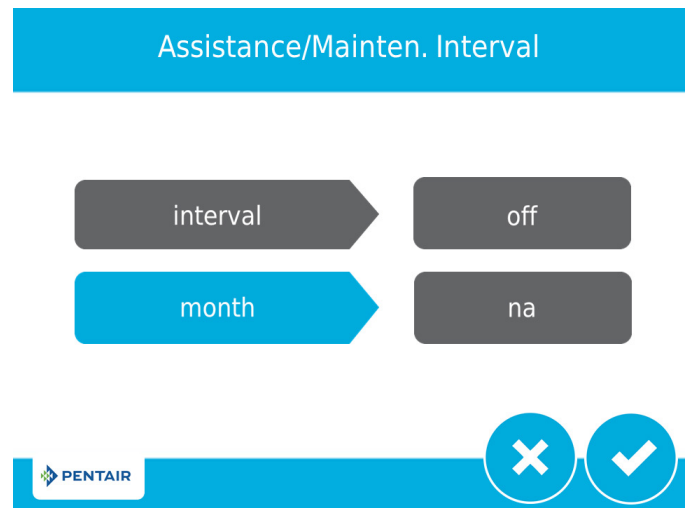 Assistance/Mainten. Interval
interval
off
month
na
PENTAIR